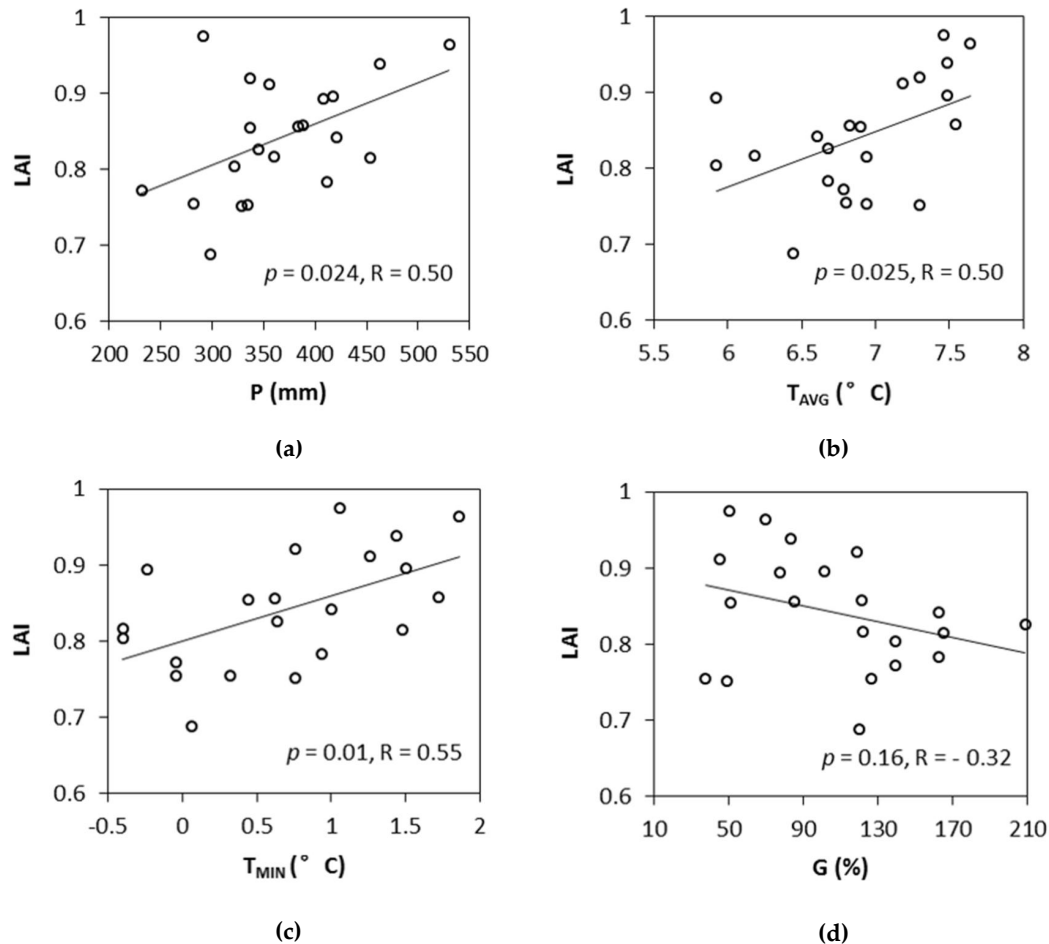 1
0.9
0.8
0.7
0.6
LAI
p = 0.024, R = 0.50
200 250 300 350 400 450 500 550
P (mm)
(a)
1
0.9
0.8
0.7
0.6
LAI
p = 0.025, R = 0.50
5.5 6 6.5 7 7.5 8
T_AVG (° C)
(b)
1
0.9
0.8
0.7
0.6
LAI
p = 0.01, R = 0.55
-0.5 0 0.5 1 1.5 2
T_MIN (° C)
(c)
1
0.9
0.8
0.7
0.6
LAI
p = 0.16, R = - 0.32
10 50 90 130 170 210
G (%)
(d)